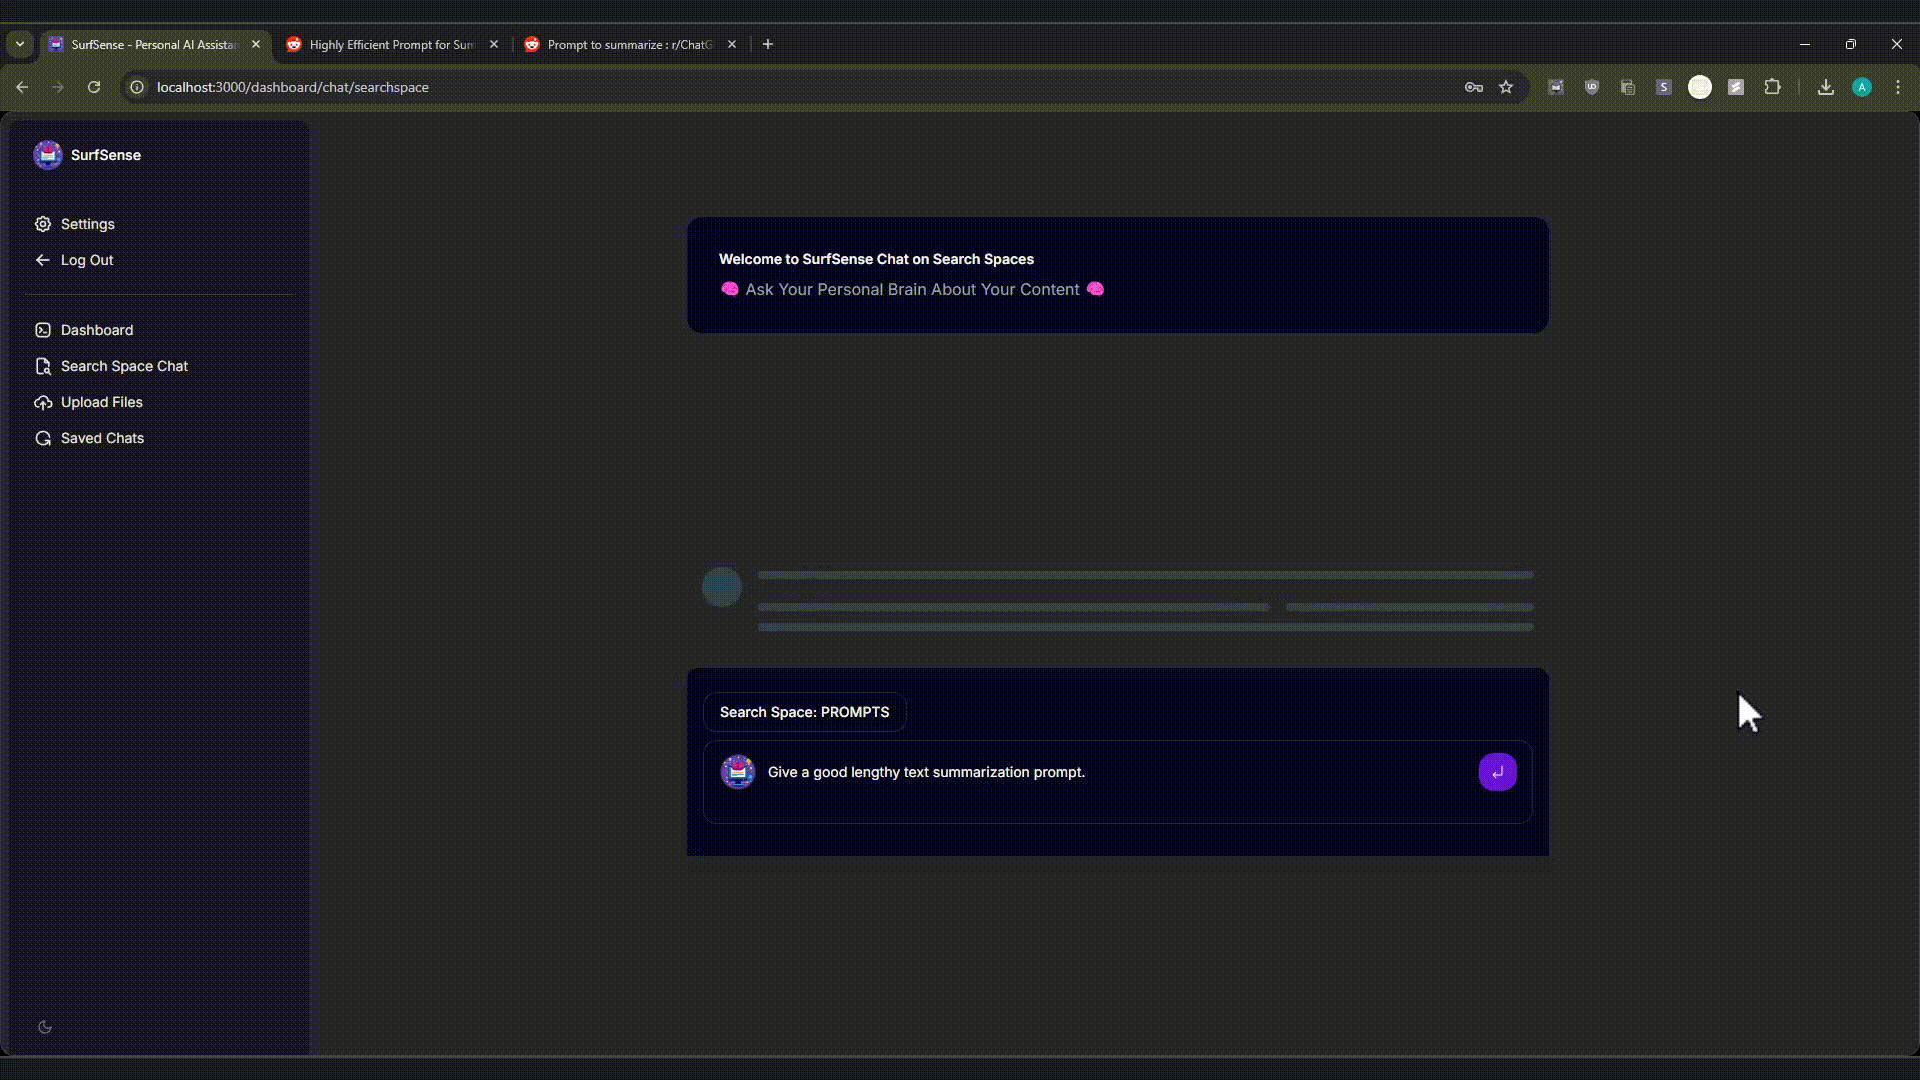 SurfSense - Personal AI Assista
Highly Efficient Prompt for Sum
Prompt to summarize : r/ChatG
localhost:3000/dashboard/chat/searchspace
S
A
SurfSense
Settings
Log Out
Dashboard
Search Space Chat
Upload Files
Saved Chats
Welcome to SurfSense Chat on Search Spaces
🧠 Ask Your Personal Brain About Your Content 🧠
Search Space: PROMPTS
Give a good lengthy text summarization prompt.